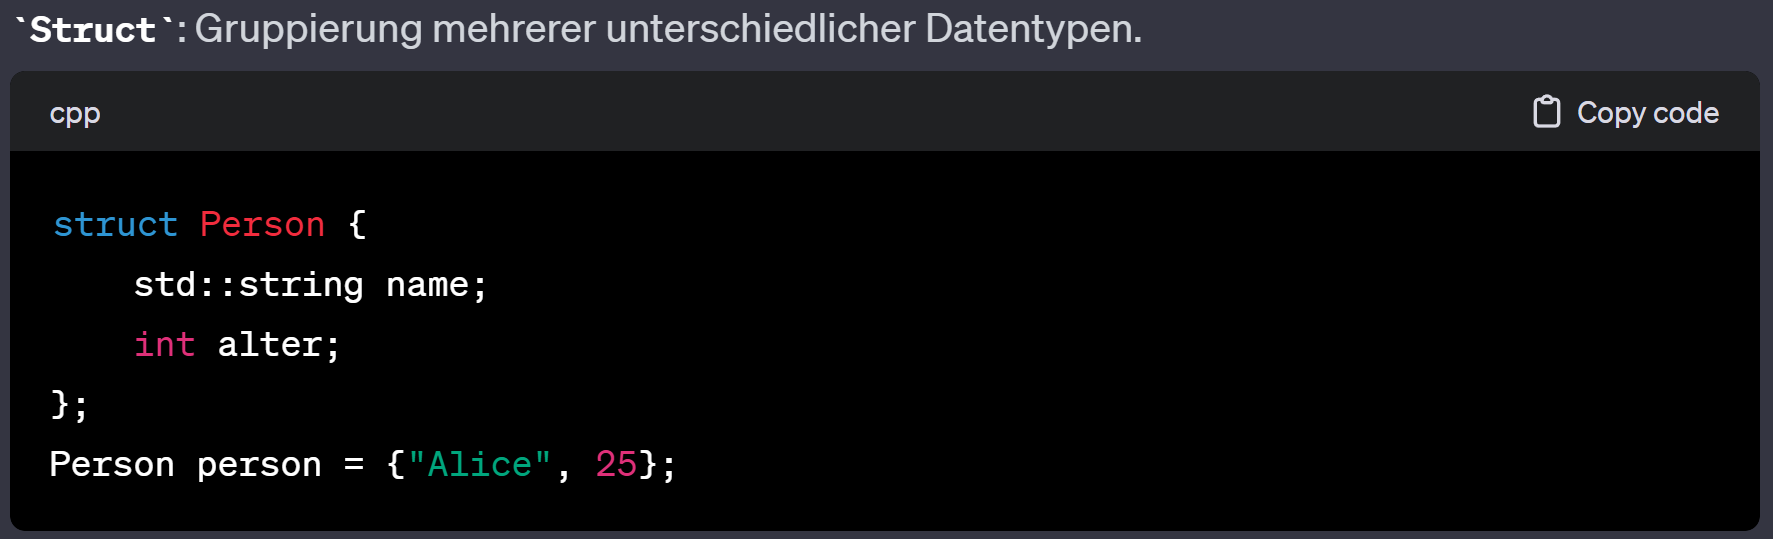 `Struct`: Gruppierung mehrerer unterschiedlicher Datentypen.
cpp Copy code
struct Person {
    std::string name;
    int alter;
};
Person person = {"Alice", 25};